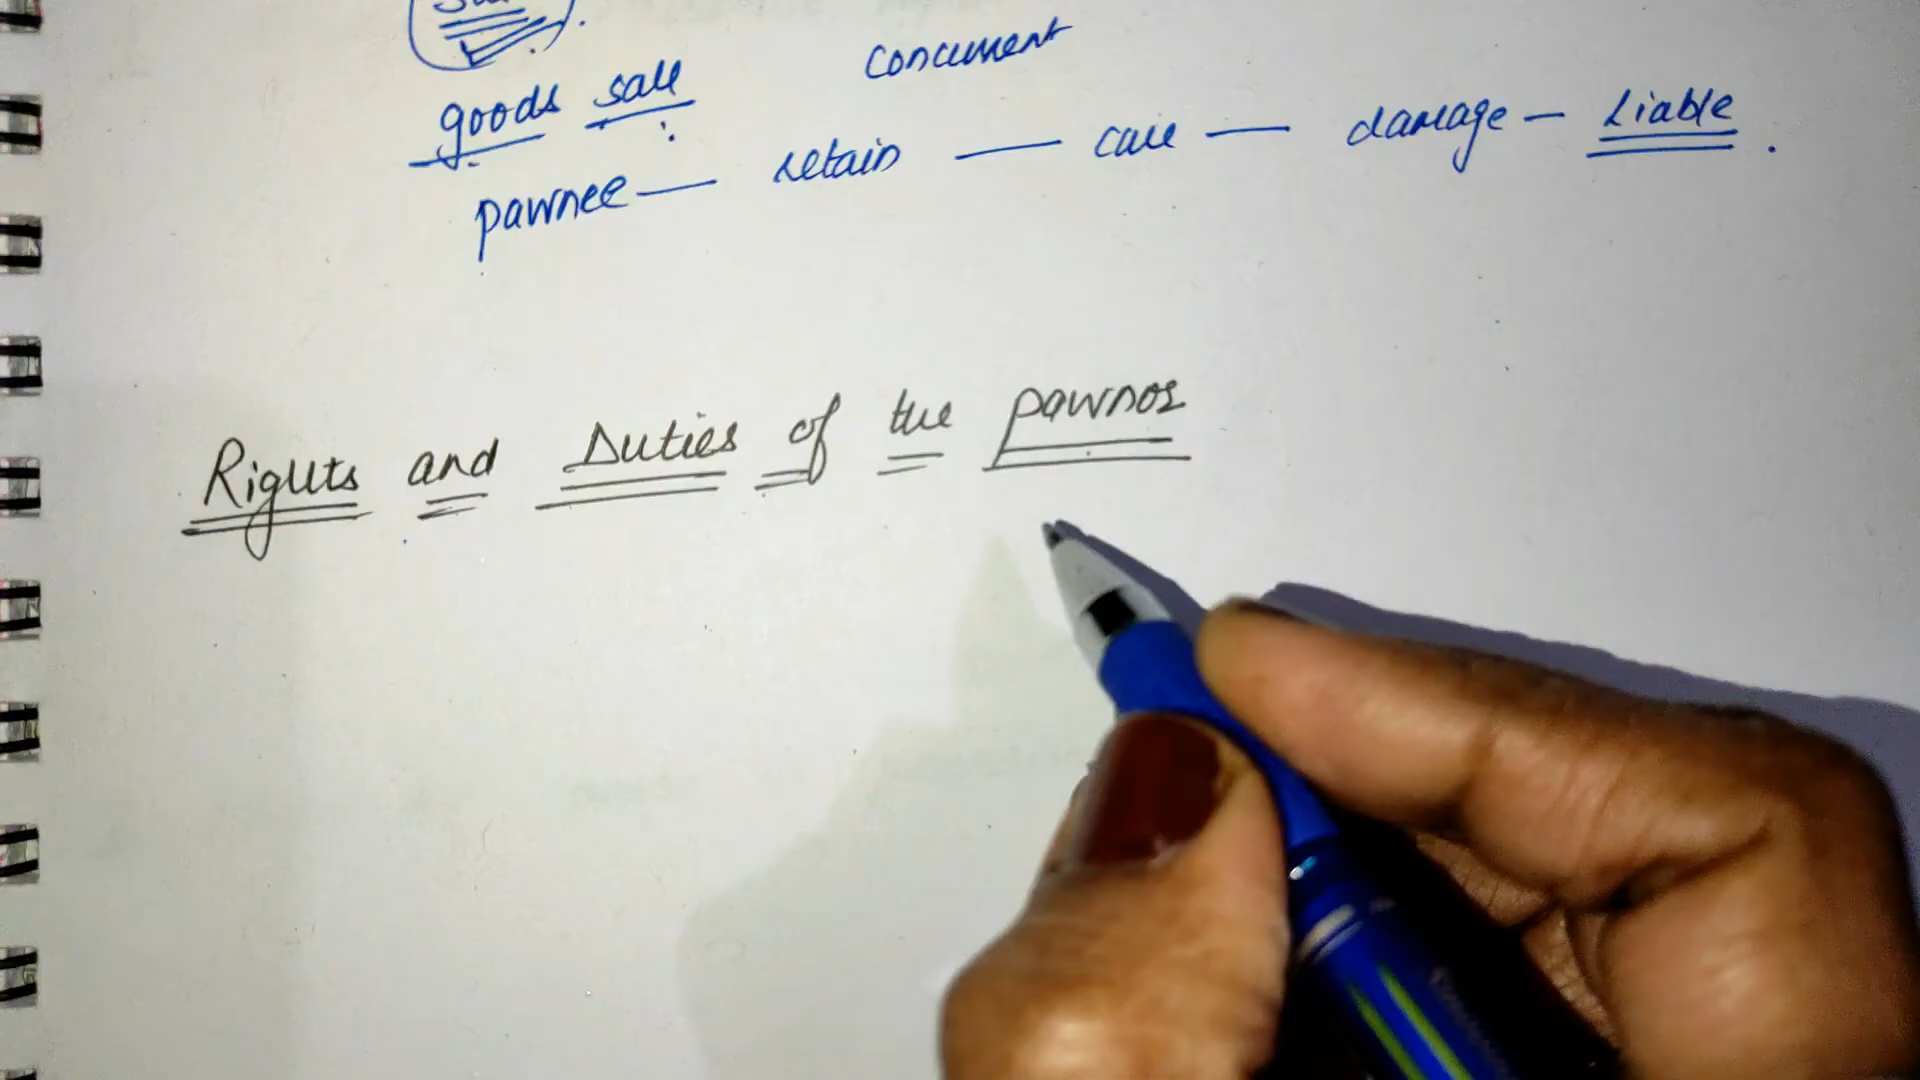 concurrent
goods sale
pawnee — retain — care — damage — Liable.
Rights and Duties of the pawnor